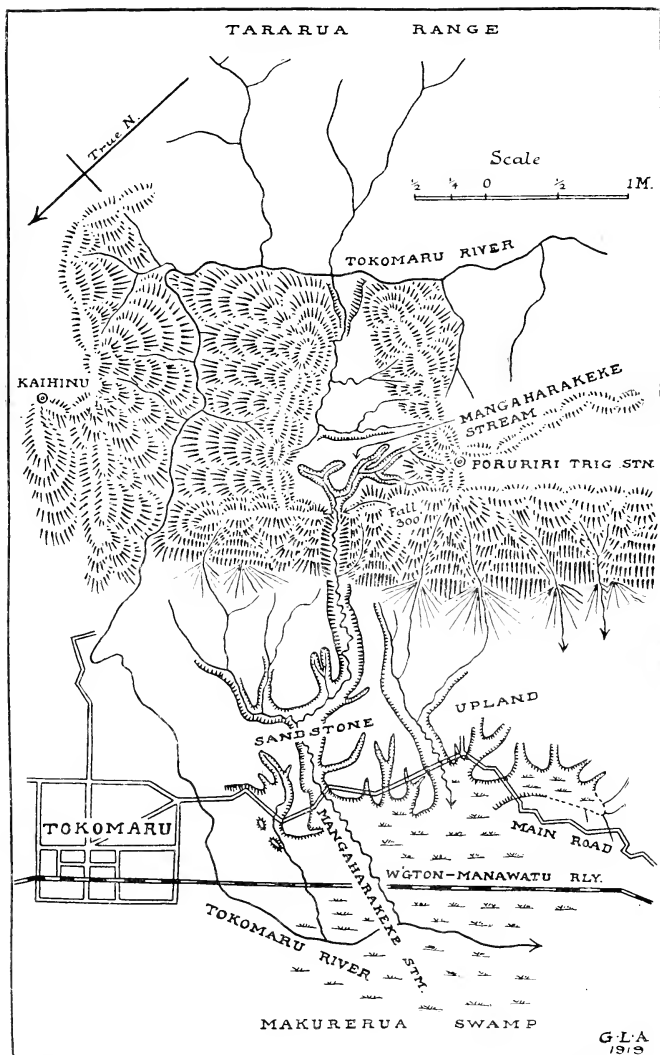 TARARUA RANGE
True N.
Scale
½ ¼ 0 ½ 1 M.
TOKOMARU RIVER
KAIHINU
MANGAHARAKEKE
STREAM
PORURIRI TRIG STN.
Fall
300'
UPLAND
SANDSTONE
TOKOMARU
MAIN ROAD
MANGAHARAKEKE STM.
W'GTON-MANAWATU RLY.
TOKOMARU RIVER
MAKURERUA SWAMP
G.L.A
1919